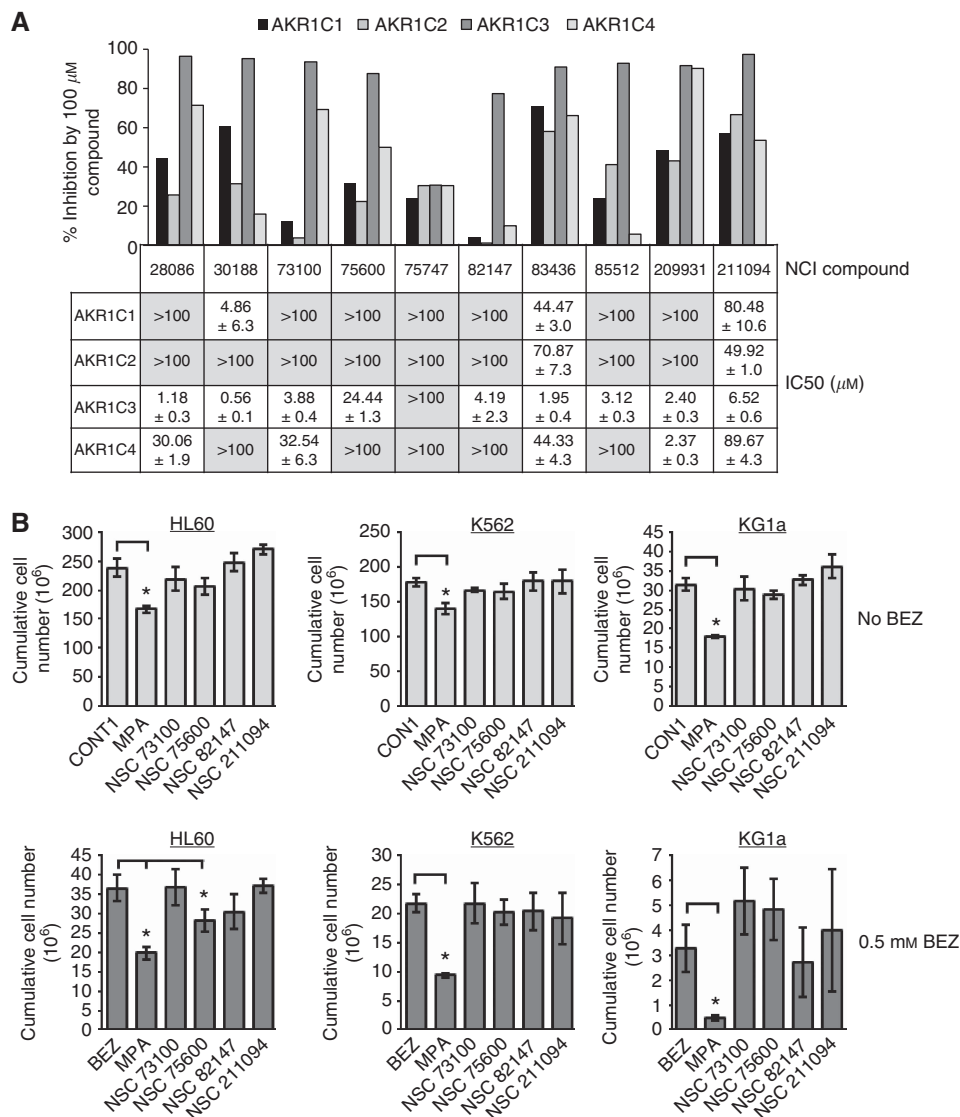 A
AKR1C1 AKR1C2 AKR1C3 AKR1C4
% Inhibtion by 100 μM
compound
100
80
60
40
20
0
28086 30188 73100 75600 75747 82147 83436 85512 209931 211094 NCI compound
AKR1C1 >100 4.86 ± 6.3 >100 >100 >100 >100 44.47 ± 3.0 >100 >100 80.48 ± 10.6
AKR1C2 >100 >100 >100 >100 >100 >100 70.87 ± 7.3 >100 >100 49.92 ± 1.0
IC50 (μM)
AKR1C3 1.18 ± 0.3 0.56 ± 0.1 3.88 ± 0.4 24.44 ± 1.3 >100 4.19 ± 2.3 1.95 ± 0.4 3.12 ± 0.3 2.40 ± 0.3 6.52 ± 0.6
AKR1C4 30.06 ± 1.9 >100 32.54 ± 6.3 >100 >100 >100 44.33 ± 4.3 >100 2.37 ± 0.3 89.67 ± 4.3
B
HL60
Cumulative cell
number (10⁶)
300
250
200
150
100
50
0
*
CONT1 MPA NSC 73100 NSC 75600 NSC 82147 NSC 211094
K562
Cumulative cell
number (10⁶)
250
200
150
100
50
0
*
CON1 MPA NSC 73100 NSC 75600 NSC 82147 NSC 211094
KG1a
Cumulative cell
number (10⁶)
45
40
35
30
25
20
15
10
5
0
*
CON1 MPA NSC 73100 NSC 75600 NSC 82147 NSC 211094
No BEZ
HL60
Cumulative cell number
(10⁶)
45
40
35
30
25
20
15
10
5
0
* *
BEZ MPA NSC 73100 NSC 75600 NSC 82147 NSC 211094
K562
Cumulative cell number
(10⁶)
30
25
20
15
10
5
0
*
BEZ MPA NSC 73100 NSC 75600 NSC 82147 NSC 211094
KG1a
Cumulative cell number
(10⁶)
7
6
5
4
3
2
1
0
*
BEZ MPA NSC 73100 NSC 75600 NSC 82147 NSC 211094
0.5 mM BEZ